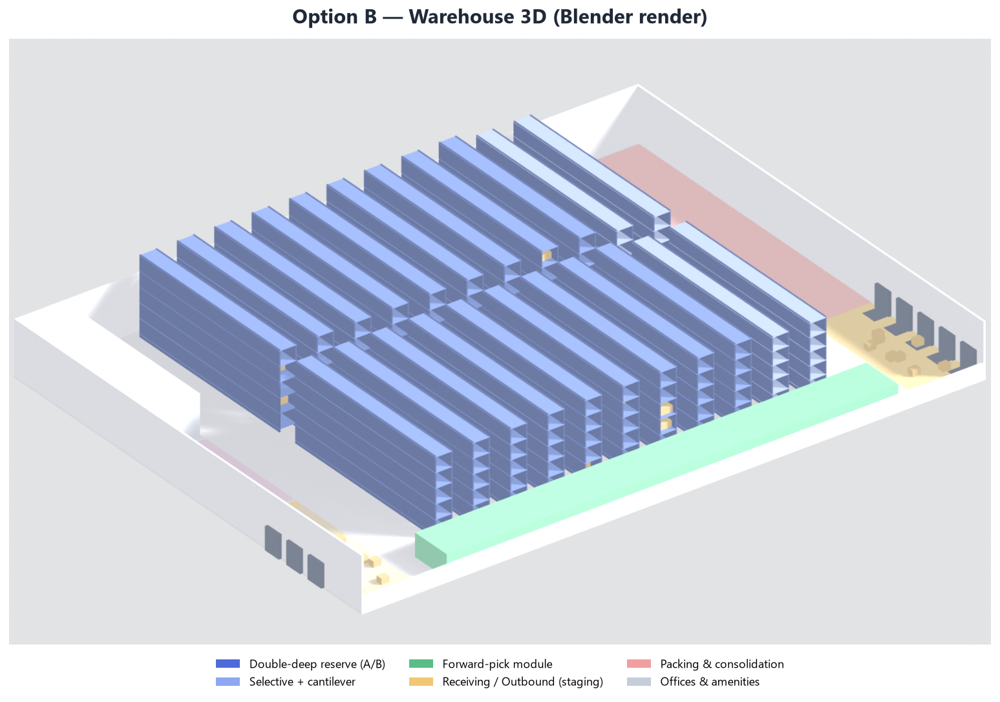 Option B — Warehouse 3D (Blender render)
Double-deep reserve (A/B)
Forward-pick module
Packing & consolidation
Selective + cantilever
Receiving / Outbound (staging)
Offices & amenities